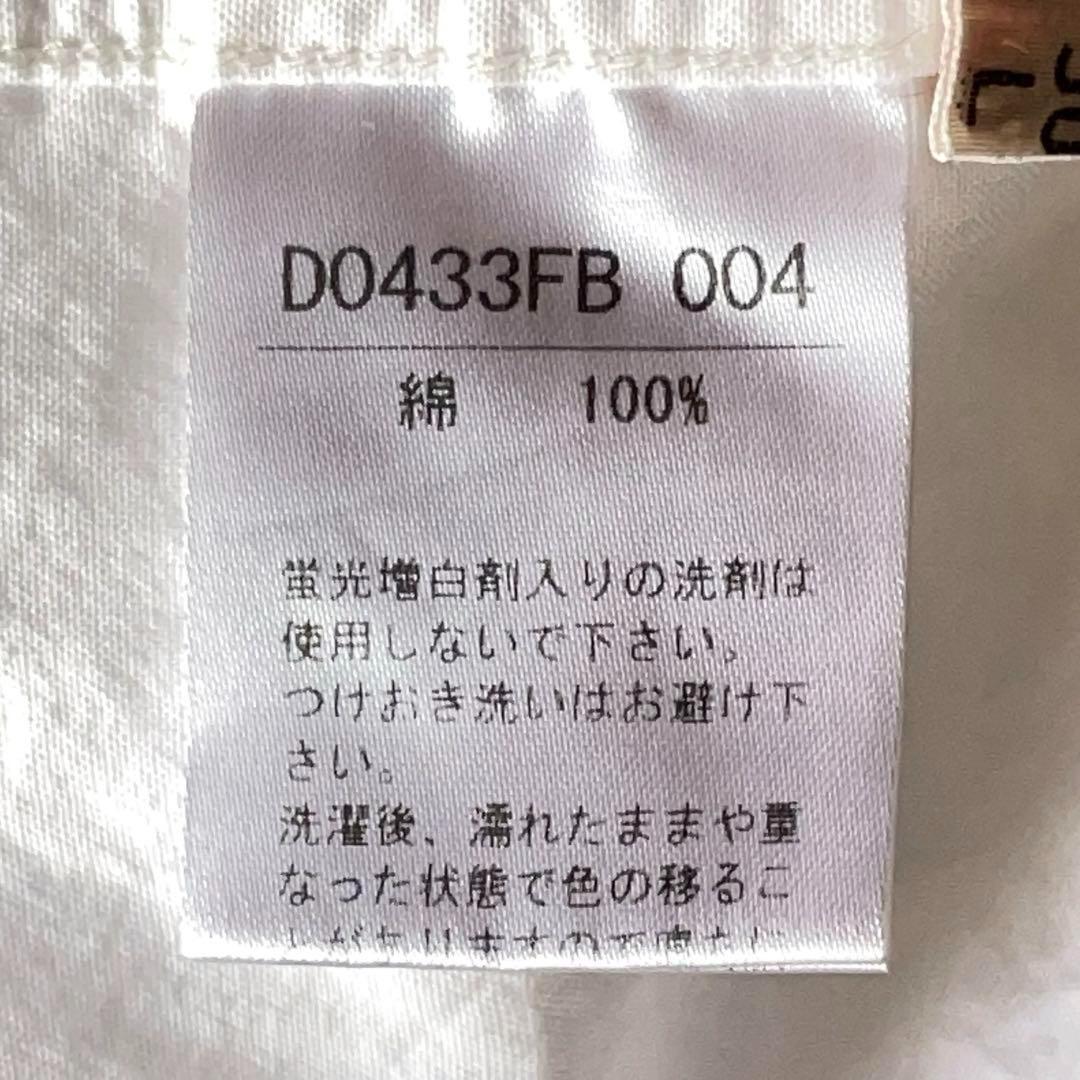 D0433FB 004
綿 100%
蛍光増白剤入りの洗剤は
使用しないで下さい。
つけおき洗いはお避け下
さい。
洗濯後、濡れたままや重
なった状態で色の移るこ